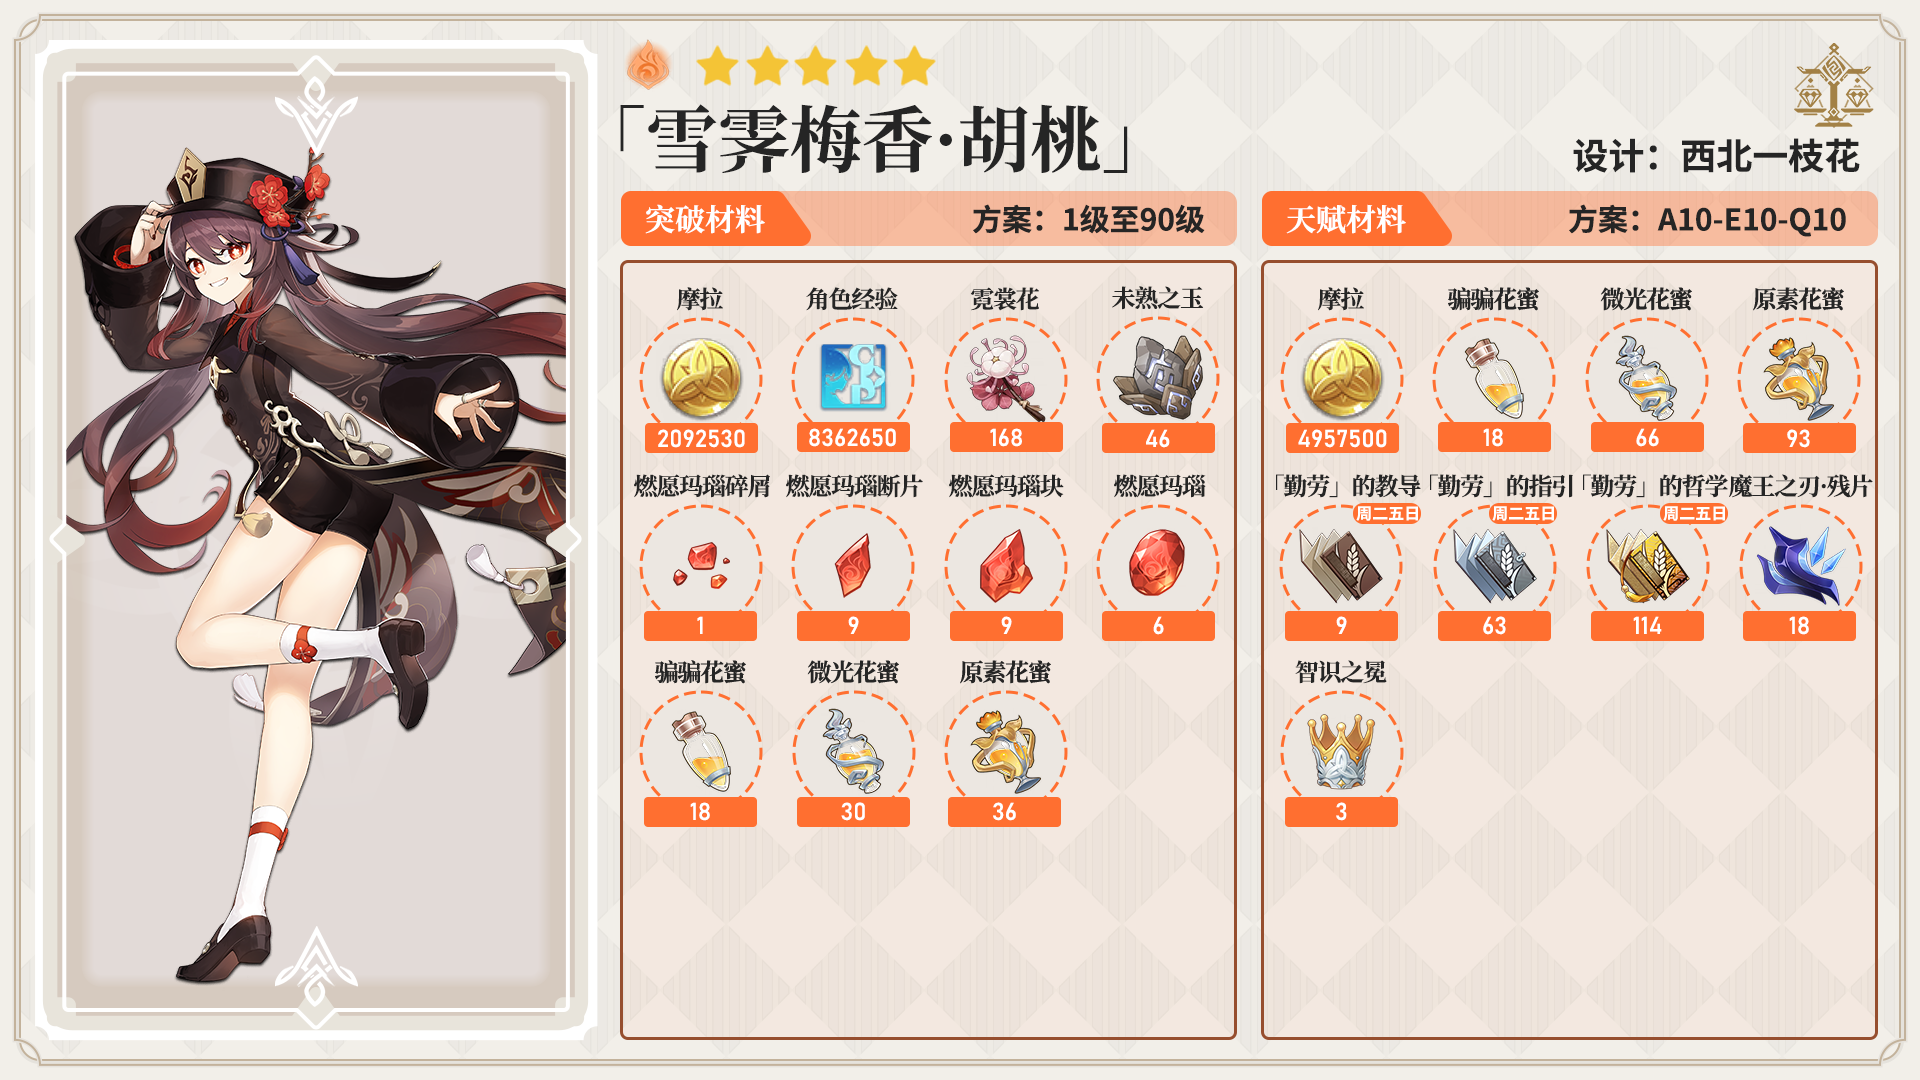 「雪霁梅香·胡桃」
设计：西北一枝花
突破材料
方案：1级至90级
摩拉
角色经验
霓裳花
未熟之玉
2092530
8362650
168
46
燃愿玛瑙碎屑
燃愿玛瑙断片
燃愿玛瑙块
燃愿玛瑙
1
9
9
6
骗骗花蜜
微光花蜜
原素花蜜
18
30
36
天赋材料
方案：A10-E10-Q10
摩拉
骗骗花蜜
微光花蜜
原素花蜜
4957500
18
66
93
「勤劳」的教导
「勤劳」的指引
「勤劳」的哲学
魔王之刃·残片
周二五日
周二五日
周二五日
9
63
114
18
智识之冕
3